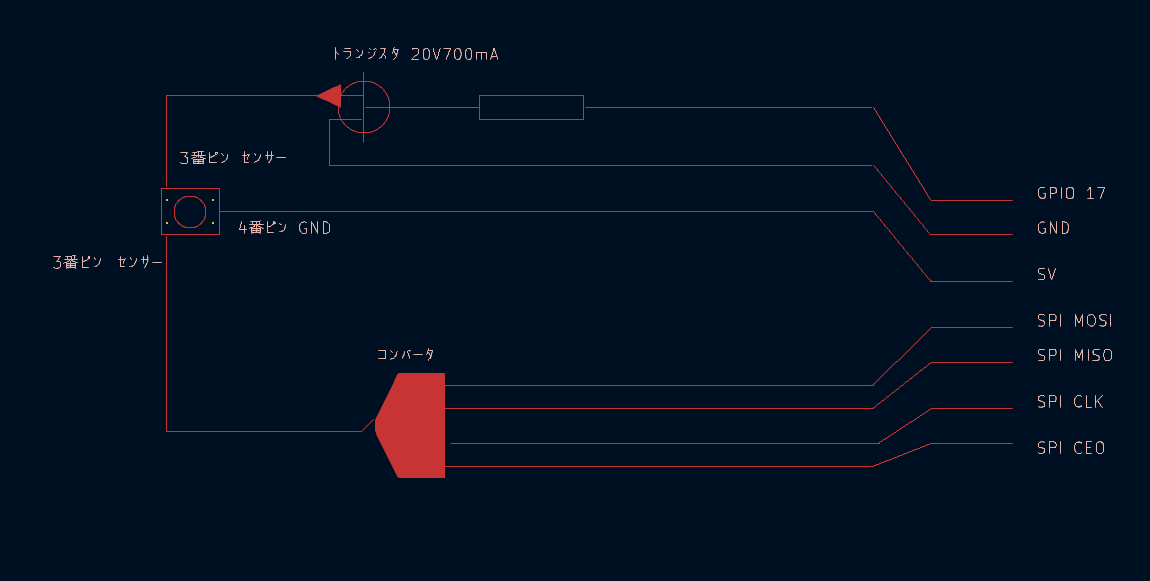 トランジスタ 20V700mA
3番ピン センサー
GPIO 17
4番ピン GND
GND
3番ピン センサー
SV
SPI MOSI
コンバータ
SPI MISO
SPI CLK
SPI CEO